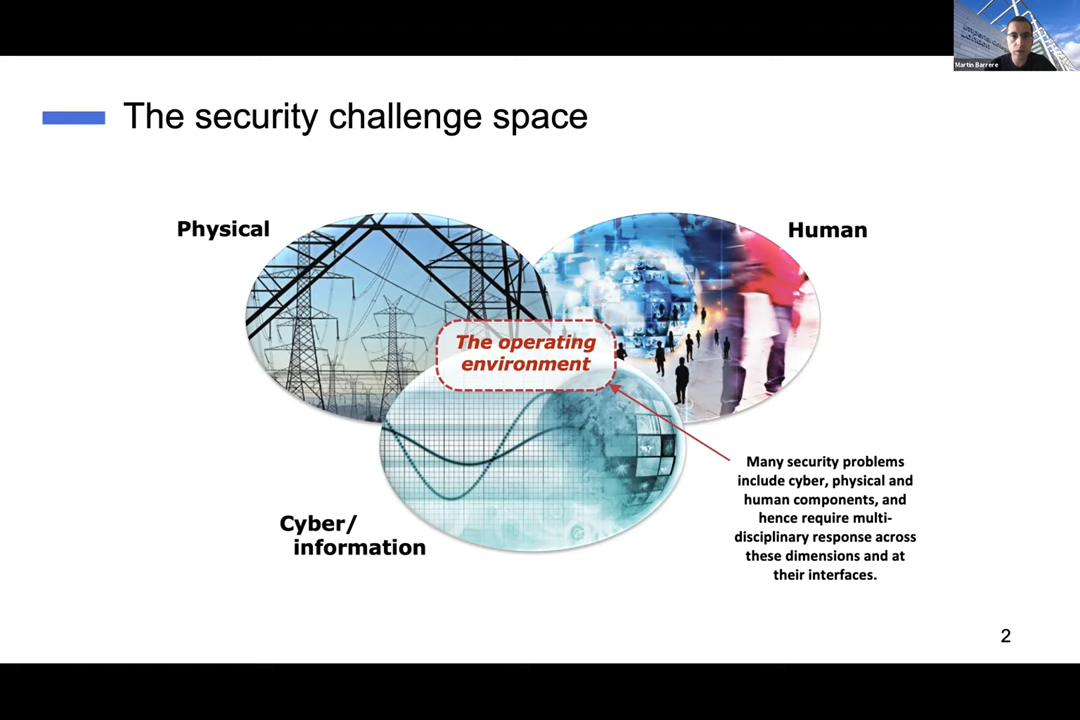 Martin Barrere
The security challenge space
Physical
Human
The operating
environment
Cyber/
information
Many security problems
include cyber, physical and
human components, and
hence require multi-
disciplinary response across
these dimensions and at
their interfaces.
2